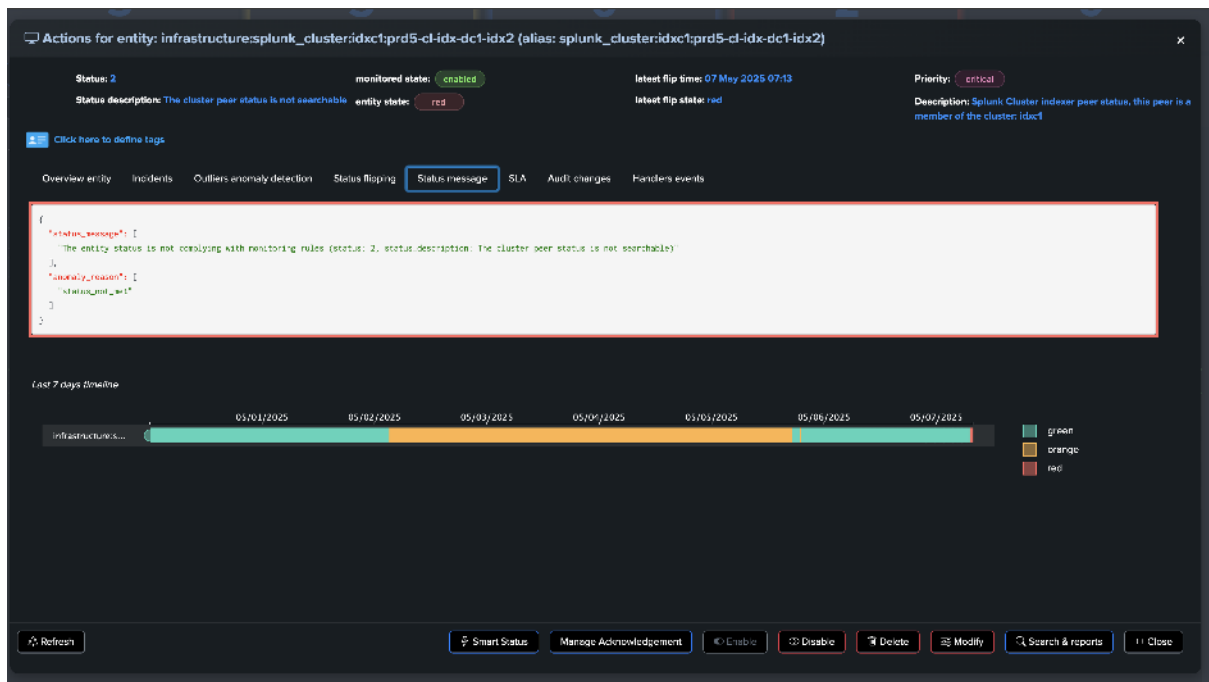 Actions for entity: infrastructure:splunk_cluster:idxc1:prd5-cl-idx-dc1-idx2 (alias: splunk_cluster:idxc1:prd5-cl-idx-dc1-idx2)
Status: 2
monitored state: enabled
latest flip time: 07 May 2025 07:13
Priority: critical
Status description: The cluster peer status is not searchable
entity state: red
latest flip state: red
Description: Splunk Cluster indexer peer status, this peer is a
member of the cluster: idxc1
Click here to define tags
Overview entity Incidents Outliers anomaly detection Status flipping Status message SLA Audit changes Handlers events
{
"status_message": [
"The entity status is not complying with monitoring rules (status: 2, status_description: The cluster peer status is not searchable)"
],
"anomaly_reason": [
"status_not_met"
]
}
Last 7 days timeline
05/01/2025 05/02/2025 05/03/2025 05/04/2025 05/05/2025 05/06/2025 05/07/2025
infrastructure:s...
green
orange
red
Refresh
Smart Status
Manage Acknowledgement
Enable
Disable
Delete
Modify
Search & reports
Close